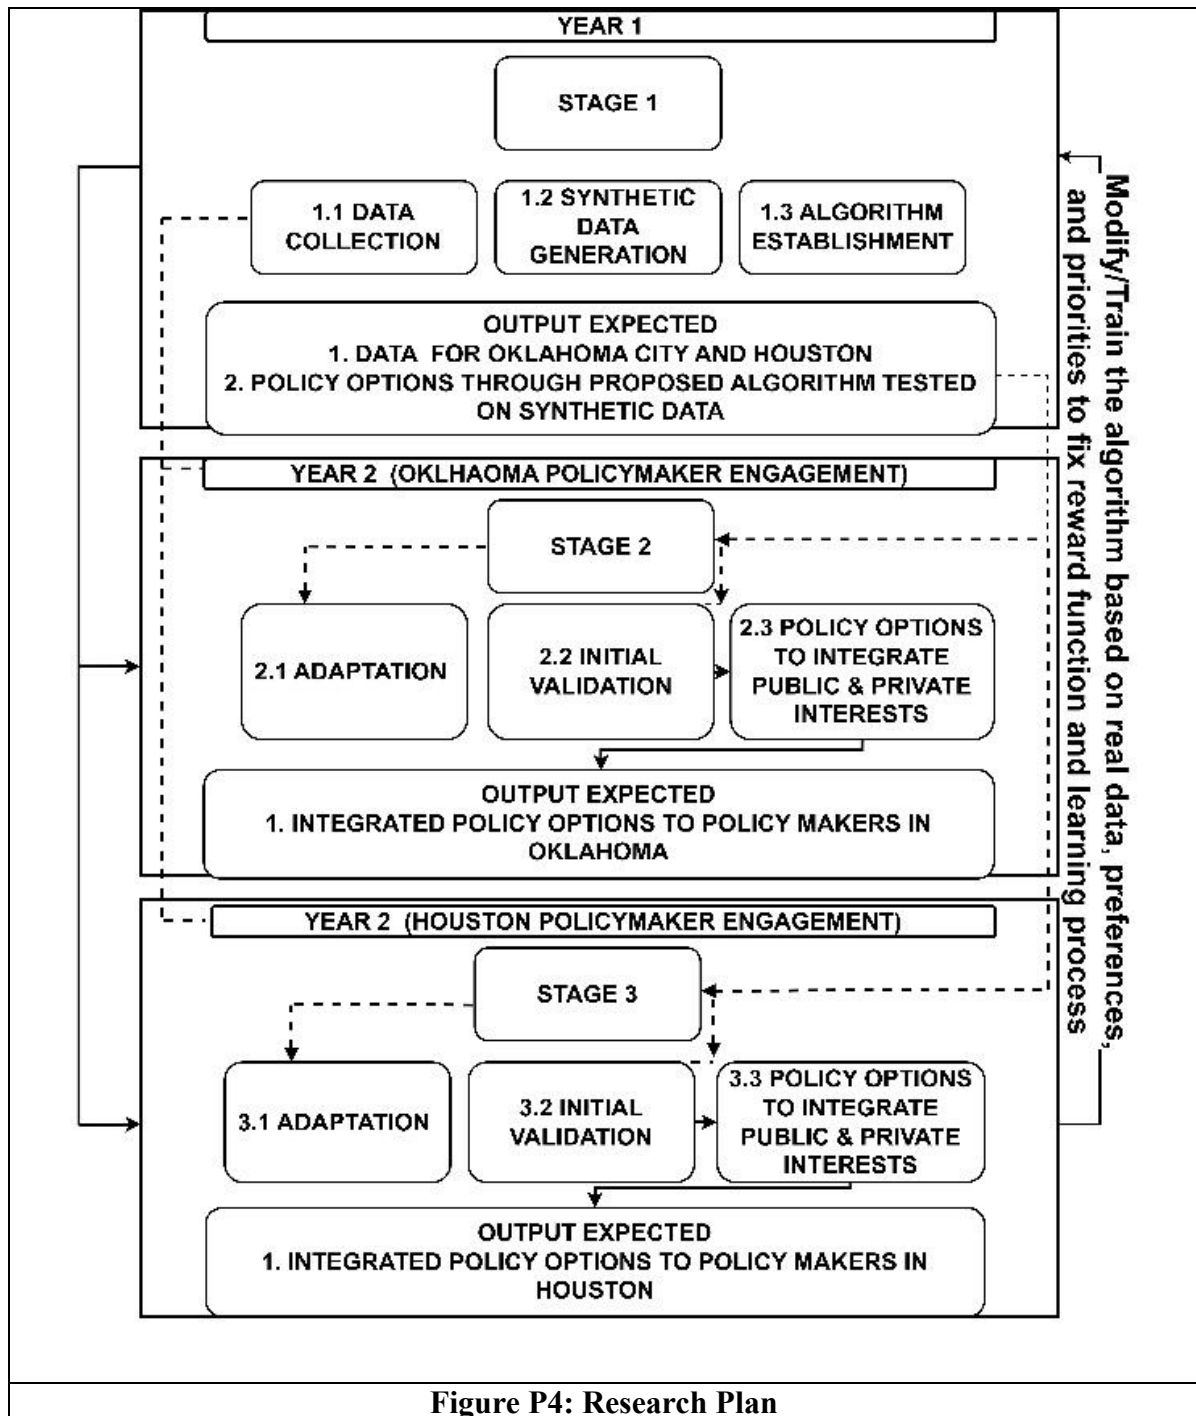 YEAR 1
STAGE 1
1.1 DATA
COLLECTION
1.2 SYNTHETIC
DATA
GENERATION
1.3 ALGORITHM
ESTABLISHMENT
OUTPUT EXPECTED
1. DATA FOR OKLAHOMA CITY AND HOUSTON
2. POLICY OPTIONS THROUGH PROPOSED ALGORITHM TESTED
ON SYNTHETIC DATA
YEAR 2 (OKLHAOMA POLICYMAKER ENGAGEMENT)
STAGE 2
2.1 ADAPTATION
2.2 INITIAL
VALIDATION
2.3 POLICY OPTIONS
TO INTEGRATE
PUBLIC & PRIVATE
INTERESTS
OUTPUT EXPECTED
1. INTEGRATED POLICY OPTIONS TO POLICY MAKERS IN
OKLAHOMA
YEAR 2 (HOUSTON POLICYMAKER ENGAGEMENT)
STAGE 3
3.1 ADAPTATION
3.2 INITIAL
VALIDATION
3.3 POLICY OPTIONS
TO INTEGRATE
PUBLIC & PRIVATE
INTERESTS
OUTPUT EXPECTED
1. INTEGRATED POLICY OPTIONS TO POLICY MAKERS IN
HOUSTON
Modify/Train the algorithm based on real data, preferences,
and priorities to fix reward function and learning process
Figure P4: Research Plan